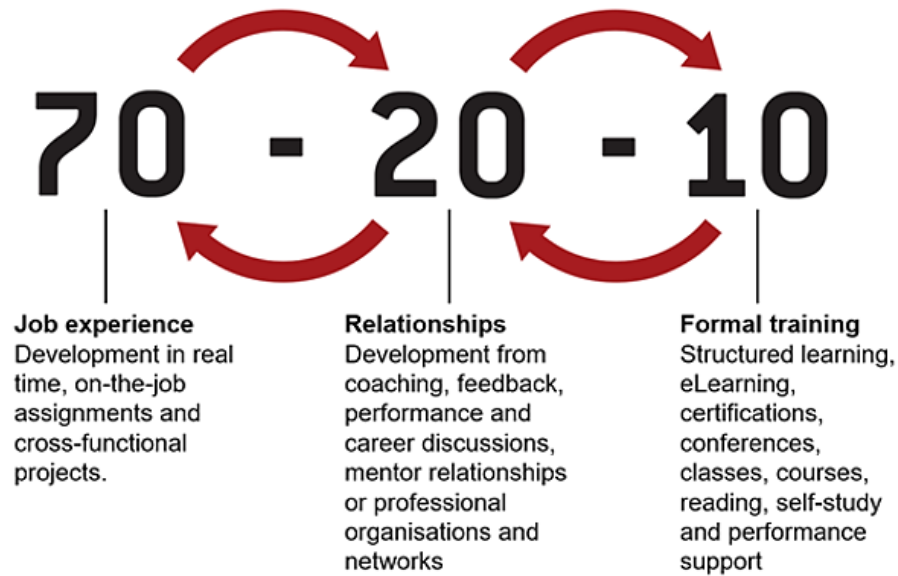 70 - 20 - 10
Job experience
Development in real
time, on-the-job
assignments and
cross-functional
projects.
Relationships
Development from
coaching, feedback,
performance and
career discussions,
mentor relationships
or professional
organisations and
networks
Formal training
Structured learning,
eLearning,
certifications,
conferences,
classes, courses,
reading, self-study
and performance
support